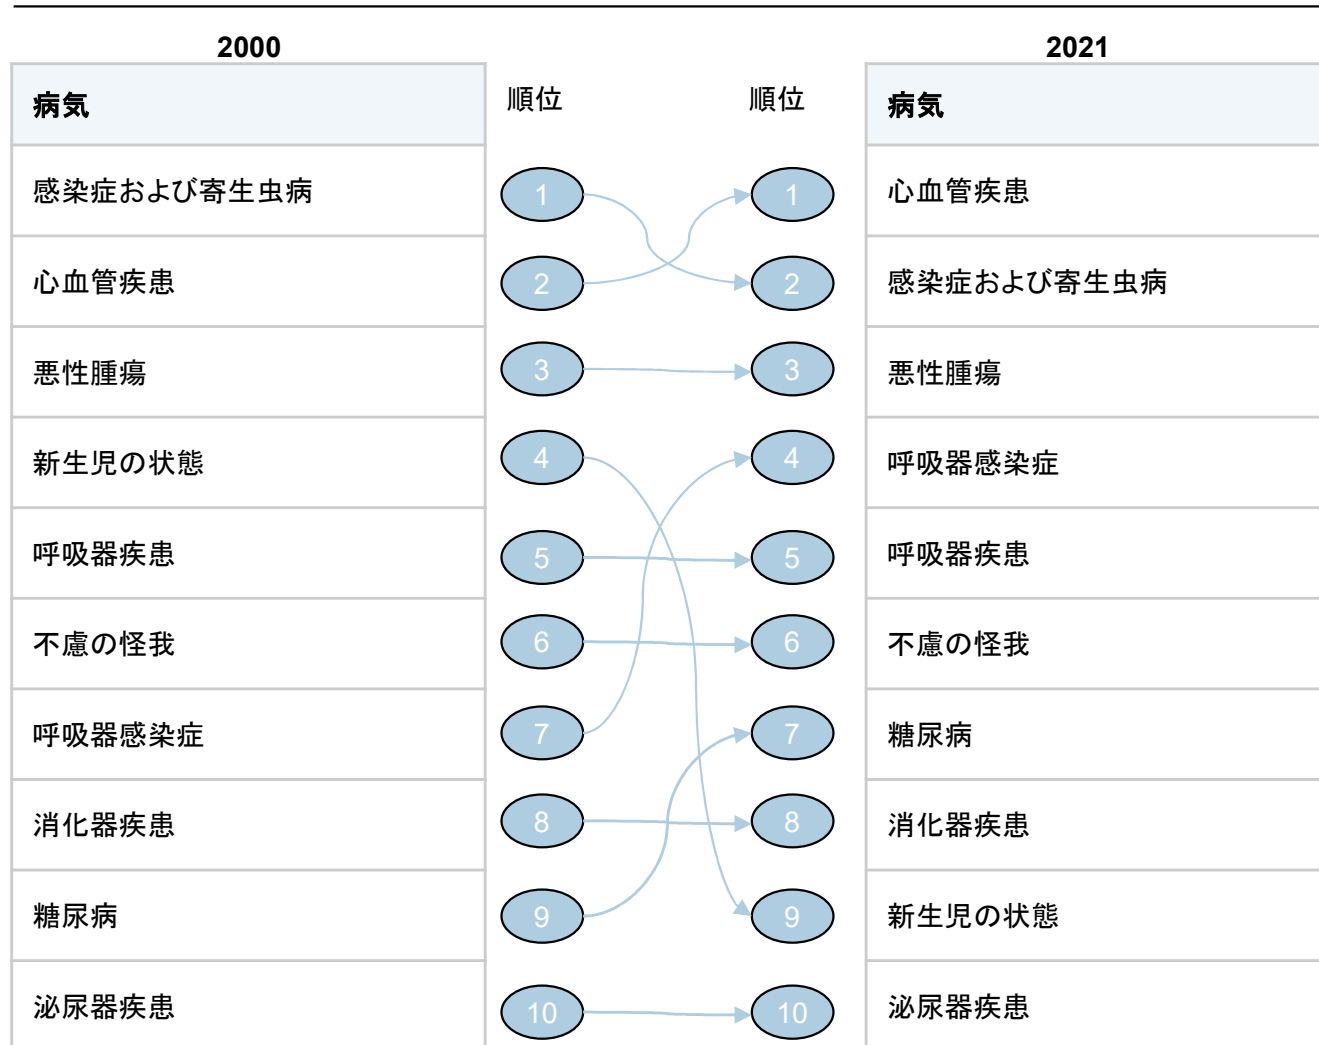 2000 2021
病気 順位 順位 病気
感染症および寄生虫病 1 1 心血管疾患
心血管疾患 2 2 感染症および寄生虫病
悪性腫瘍 3 3 悪性腫瘍
新生児の状態 4 4 呼吸器感染症
呼吸器疾患 5 5 呼吸器疾患
不慮の怪我 6 6 不慮の怪我
呼吸器感染症 7 7 糖尿病
消化器疾患 8 8 消化器疾患
糖尿病 9 9 新生児の状態
泌尿器疾患 10 10 泌尿器疾患